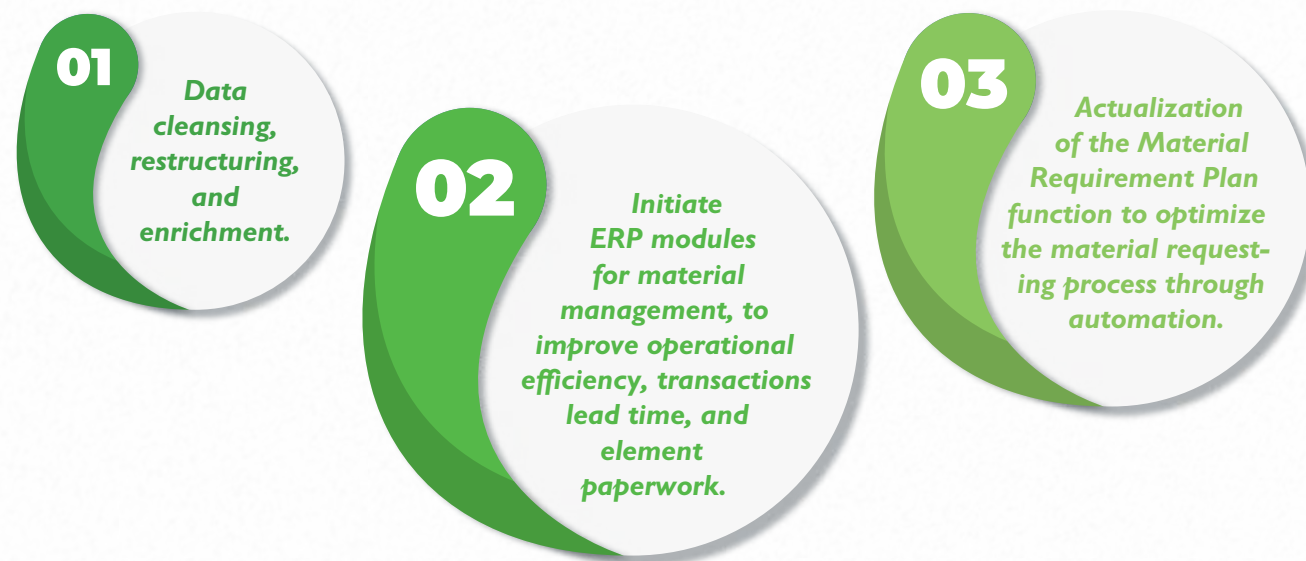 01
Data
cleansing,
restructuring,
and
enrichment.
02
Initiate
ERP modules
for material
management, to
improve operational
efficiency, transactions
lead time, and
element
paperwork.
03
Actualization
of the Material
Requirement Plan
function to optimize
the material request-
ing process through
automation.